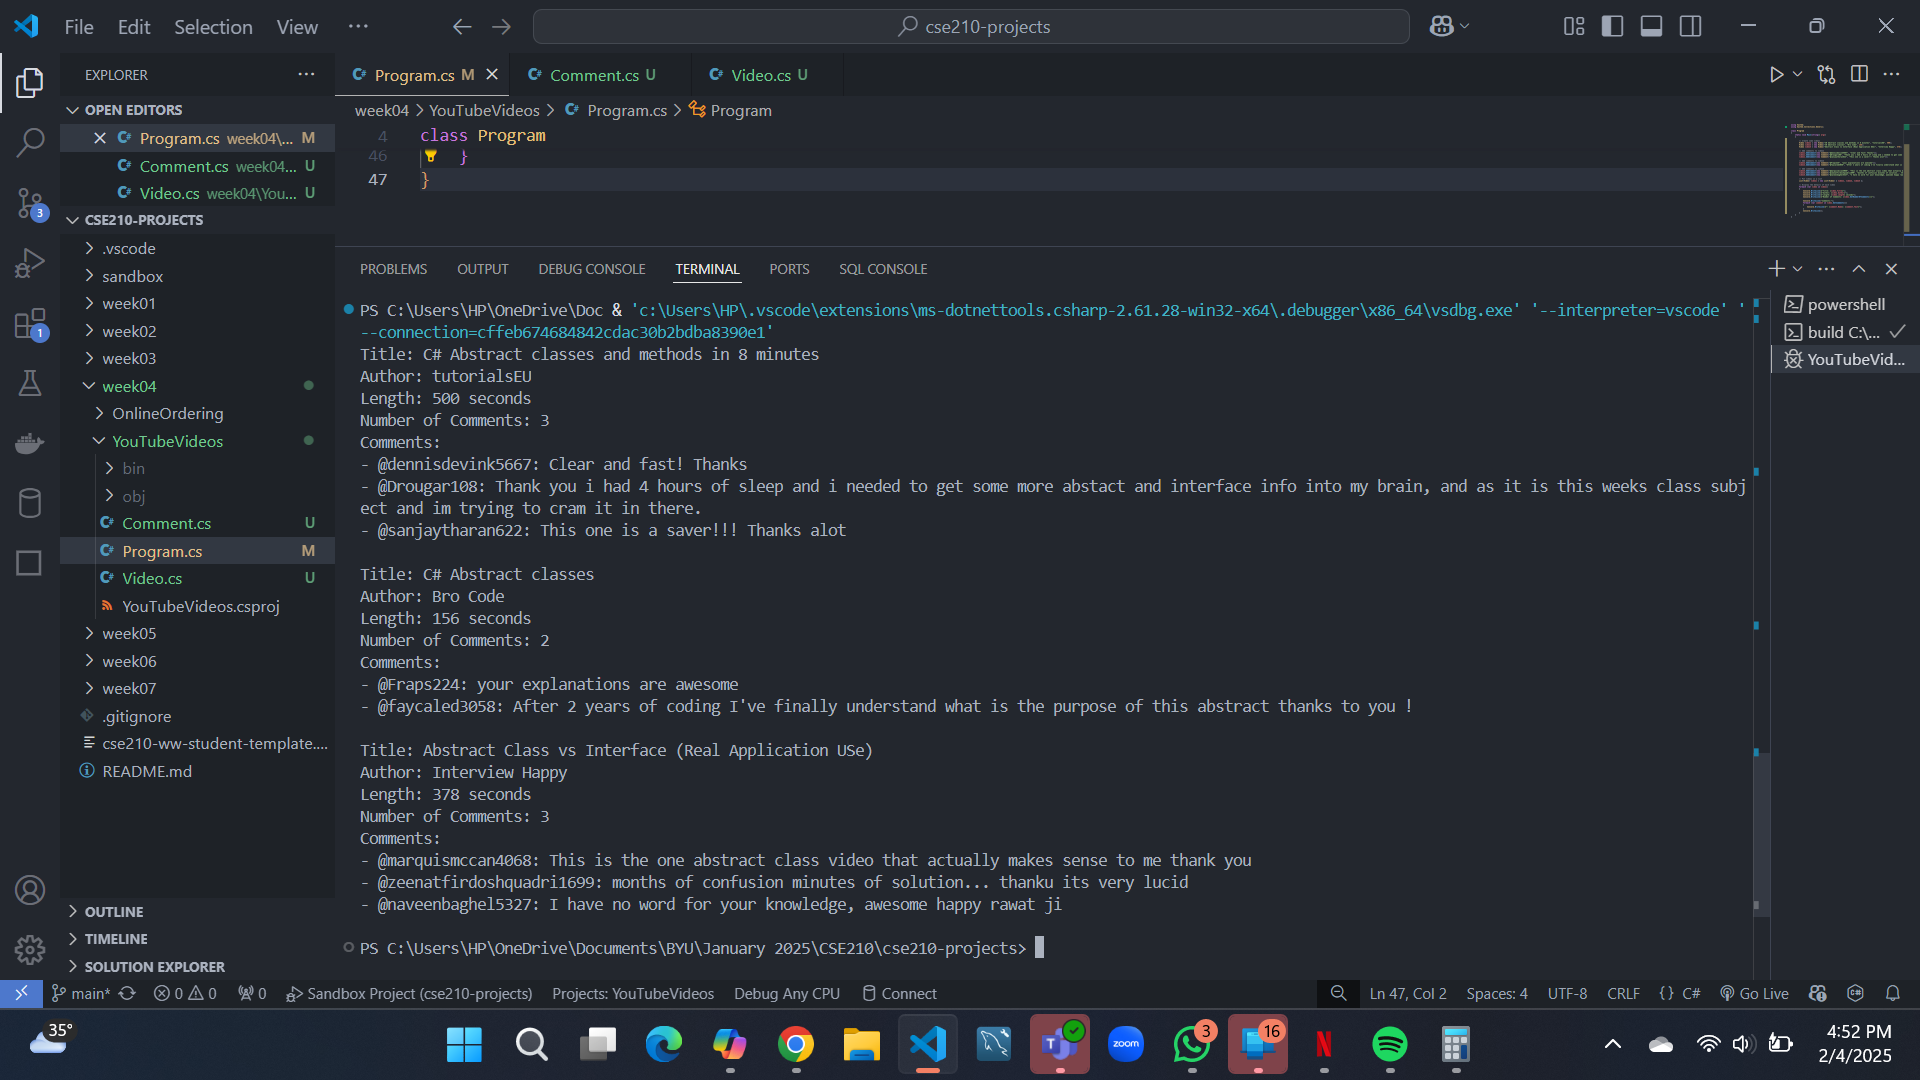 File Edit Selection View ··· cse210-projects
EXPLORER ···
OPEN EDITORS
Program.cs week04\... M
Comment.cs week04... U
Video.cs week04\You... U
CSE210-PROJECTS
.vscode
sandbox
week01
week02
week03
week04
OnlineOrdering
YouTubeVideos
bin
obj
Comment.cs U
Program.cs M
Video.cs U
YouTubeVideos.csproj
week05
week06
week07
.gitignore
cse210-ww-student-template....
README.md
OUTLINE
TIMELINE
SOLUTION EXPLORER
3
1
Program.cs M Comment.cs U Video.cs U
week04 > YouTubeVideos > Program.cs > Program
4 class Program
46 }
47 }
PROBLEMS OUTPUT DEBUG CONSOLE TERMINAL PORTS SQL CONSOLE
PS C:\Users\HP\OneDrive\Doc & 'c:\Users\HP\.vscode\extensions\ms-dotnettools.csharp-2.61.28-win32-x64\.debugger\x86_64\vsdbg.exe' '--interpreter=vscode' '
--connection=cffeb674684842cdac30b2bdba8390e1'
Title: C# Abstract classes and methods in 8 minutes
Author: tutorialsEU
Length: 500 seconds
Number of Comments: 3
Comments:
- @dennisdevink5667: Clear and fast! Thanks
- @Drougar108: Thank you i had 4 hours of sleep and i needed to get some more abstact and interface info into my brain, and as it is this weeks class subj
ect and im trying to cram it in there.
- @sanjaytharan622: This one is a saver!!! Thanks alot
Title: C# Abstract classes
Author: Bro Code
Length: 156 seconds
Number of Comments: 2
Comments:
- @Fraps224: your explanations are awesome
- @faycaled3058: After 2 years of coding I've finally understand what is the purpose of this abstract thanks to you !
Title: Abstract Class vs Interface (Real Application USe)
Author: Interview Happy
Length: 378 seconds
Number of Comments: 3
Comments:
- @marquismccan4068: This is the one abstract class video that actually makes sense to me thank you
- @zeenatfirdoshquadri1699: months of confusion minutes of solution... thanku its very lucid
- @naveenbaghel5327: I have no word for your knowledge, awesome happy rawat ji
PS C:\Users\HP\OneDrive\Documents\BYU\January 2025\CSE210\cse210-projects>
powershell
build C:\...
YouTubeVid...
main* 0 0 0 Sandbox Project (cse210-projects) Projects: YouTubeVideos Debug Any CPU Connect Ln 47, Col 2 Spaces: 4 UTF-8 CRLF {} C# Go Live
35° zoom 3 16 4:52 PM
2/4/2025